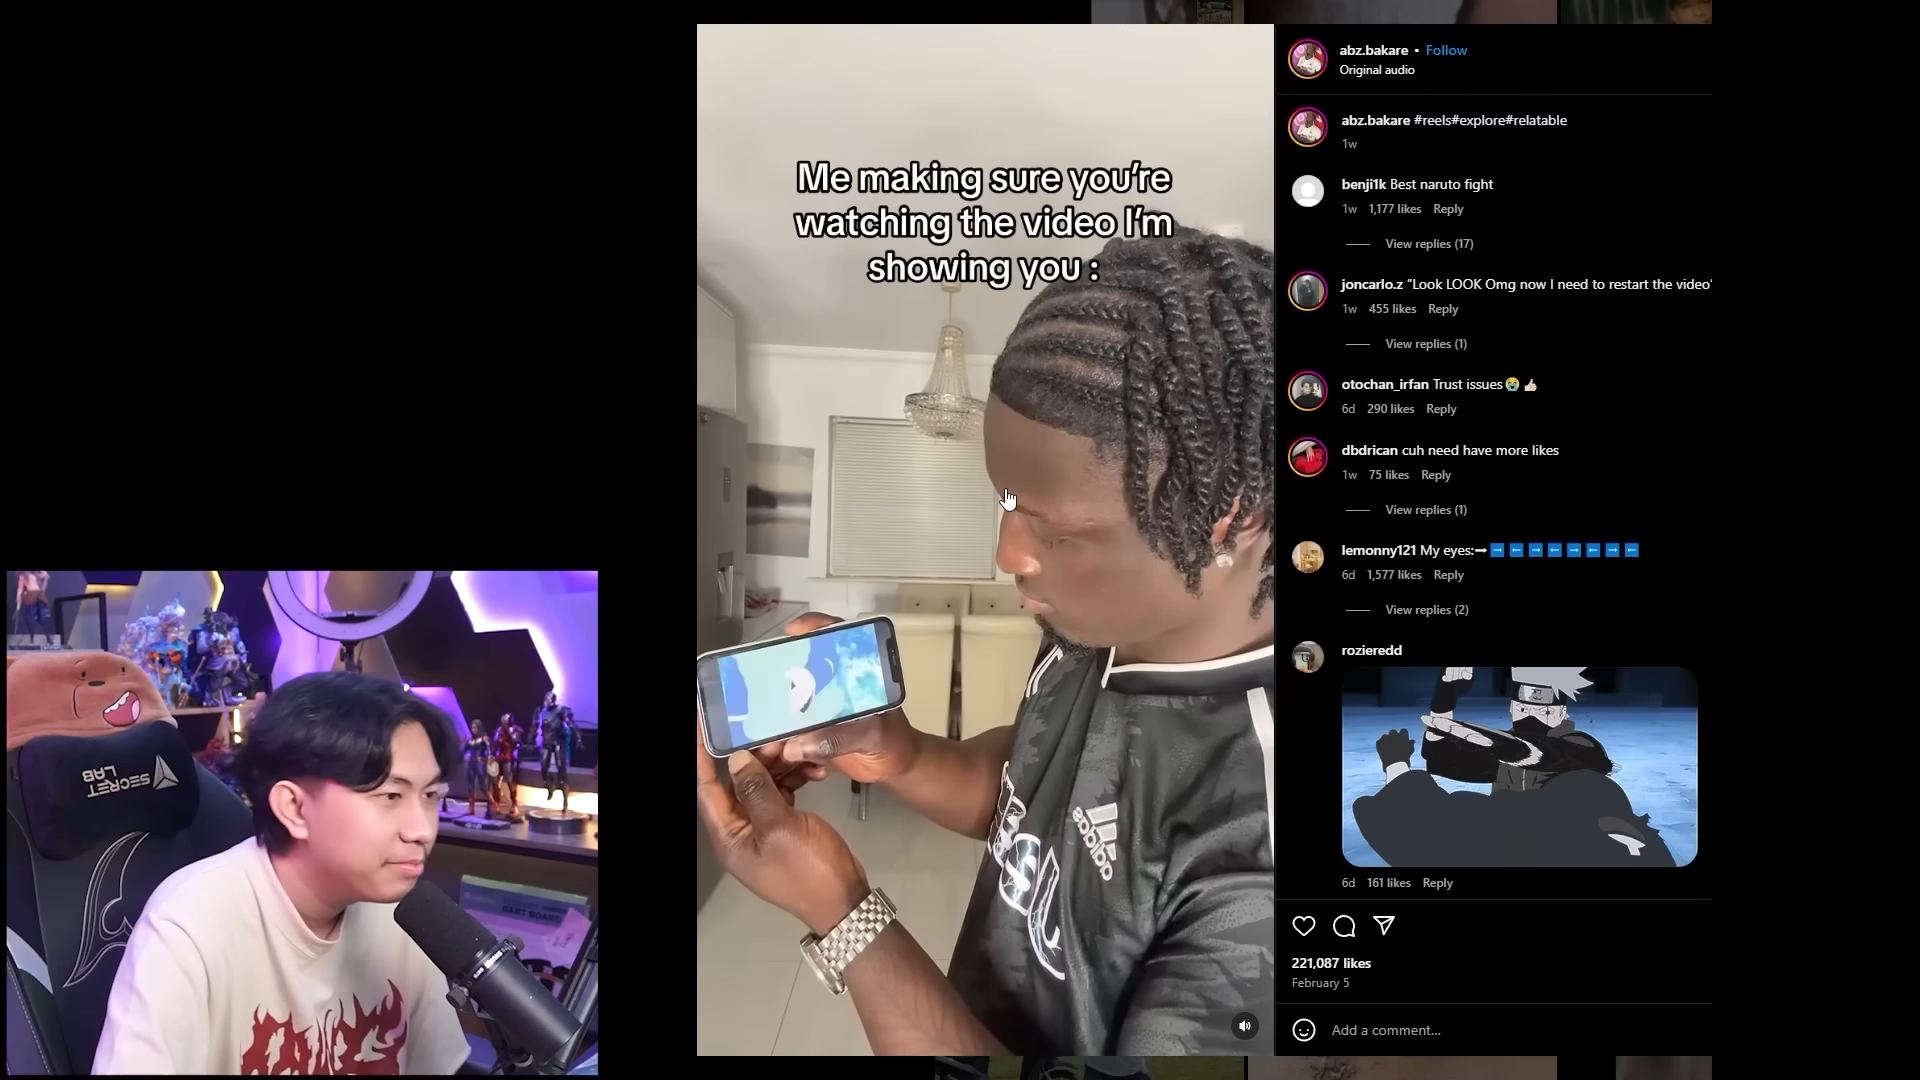 Me making sure you're
watching the video I'm
showing you :
abz.bakare • Follow
Original audio
abz.bakare #reels#explore#relatable
1w
benji1k Best naruto fight
1w 1,177 likes Reply
View replies (17)
joncarlo.z “Look LOOK Omg now I need to restart the video”
1w 455 likes Reply
View replies (1)
otochan_irfan Trust issues😭👍🏻
6d 290 likes Reply
dbdrican cuh need have more likes
1w 75 likes Reply
View replies (1)
lemonny121 My eyes:➡➡️⬅️➡️⬅️➡️⬅️➡️⬅️
6d 1,577 likes Reply
View replies (2)
rozieredd
6d 161 likes Reply
221,087 likes
February 5
Add a comment...
adidas
SECRET
LAB
DART BOARD